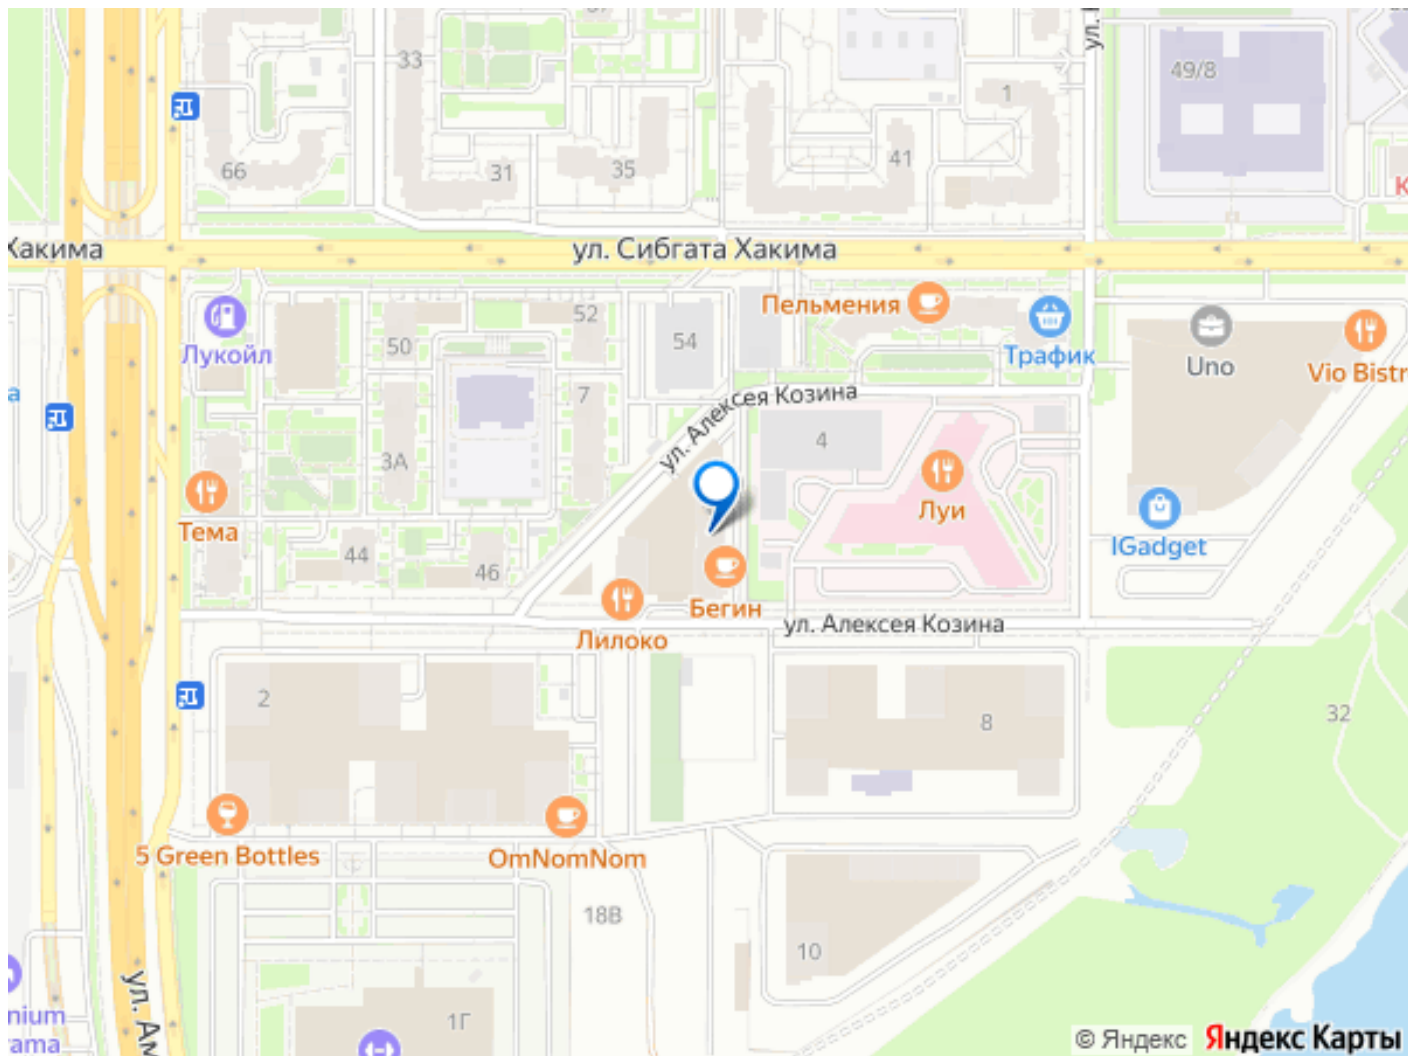 33
ул.
49/8
1
41
66
31
35
Хакима
ул. Сибгата Хакима
Пельмения
52
54
50
Лукойл
Трафик
Uno
Vio Bistr
а
7
ул. Алексея Козина
4
3А
Тема
Луи
44
46
IGadget
Бегин
Лилоко
ул. Алексея Козина
2
8
32
5 Green Bottles
OmNomNom
18В
10
ул. Ам
1Г
nium
rama
© Яндекс
Яндекс Карты